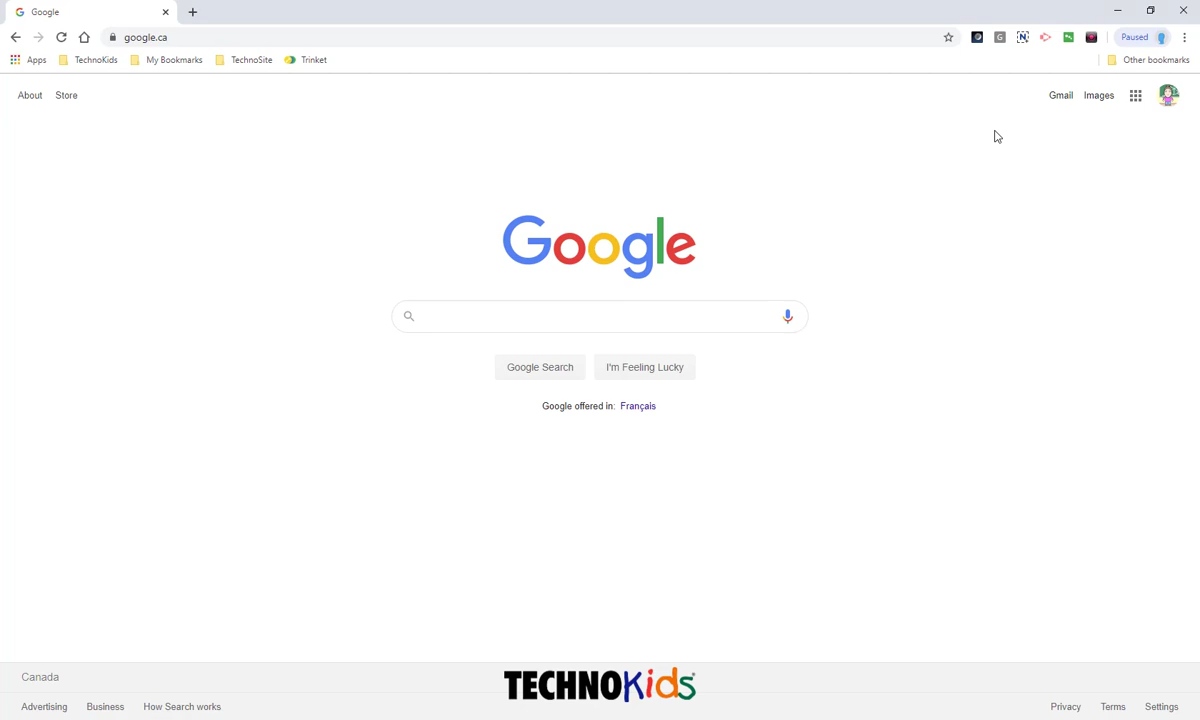 Google
google.ca
Paused
Apps TechnoKids My Bookmarks TechnoSite Trinket Other bookmarks
About Store Gmail Images
Google
Google Search I'm Feeling Lucky
Google offered in: Français
Canada
TECHNOKids®
Advertising Business How Search works Privacy Terms Settings